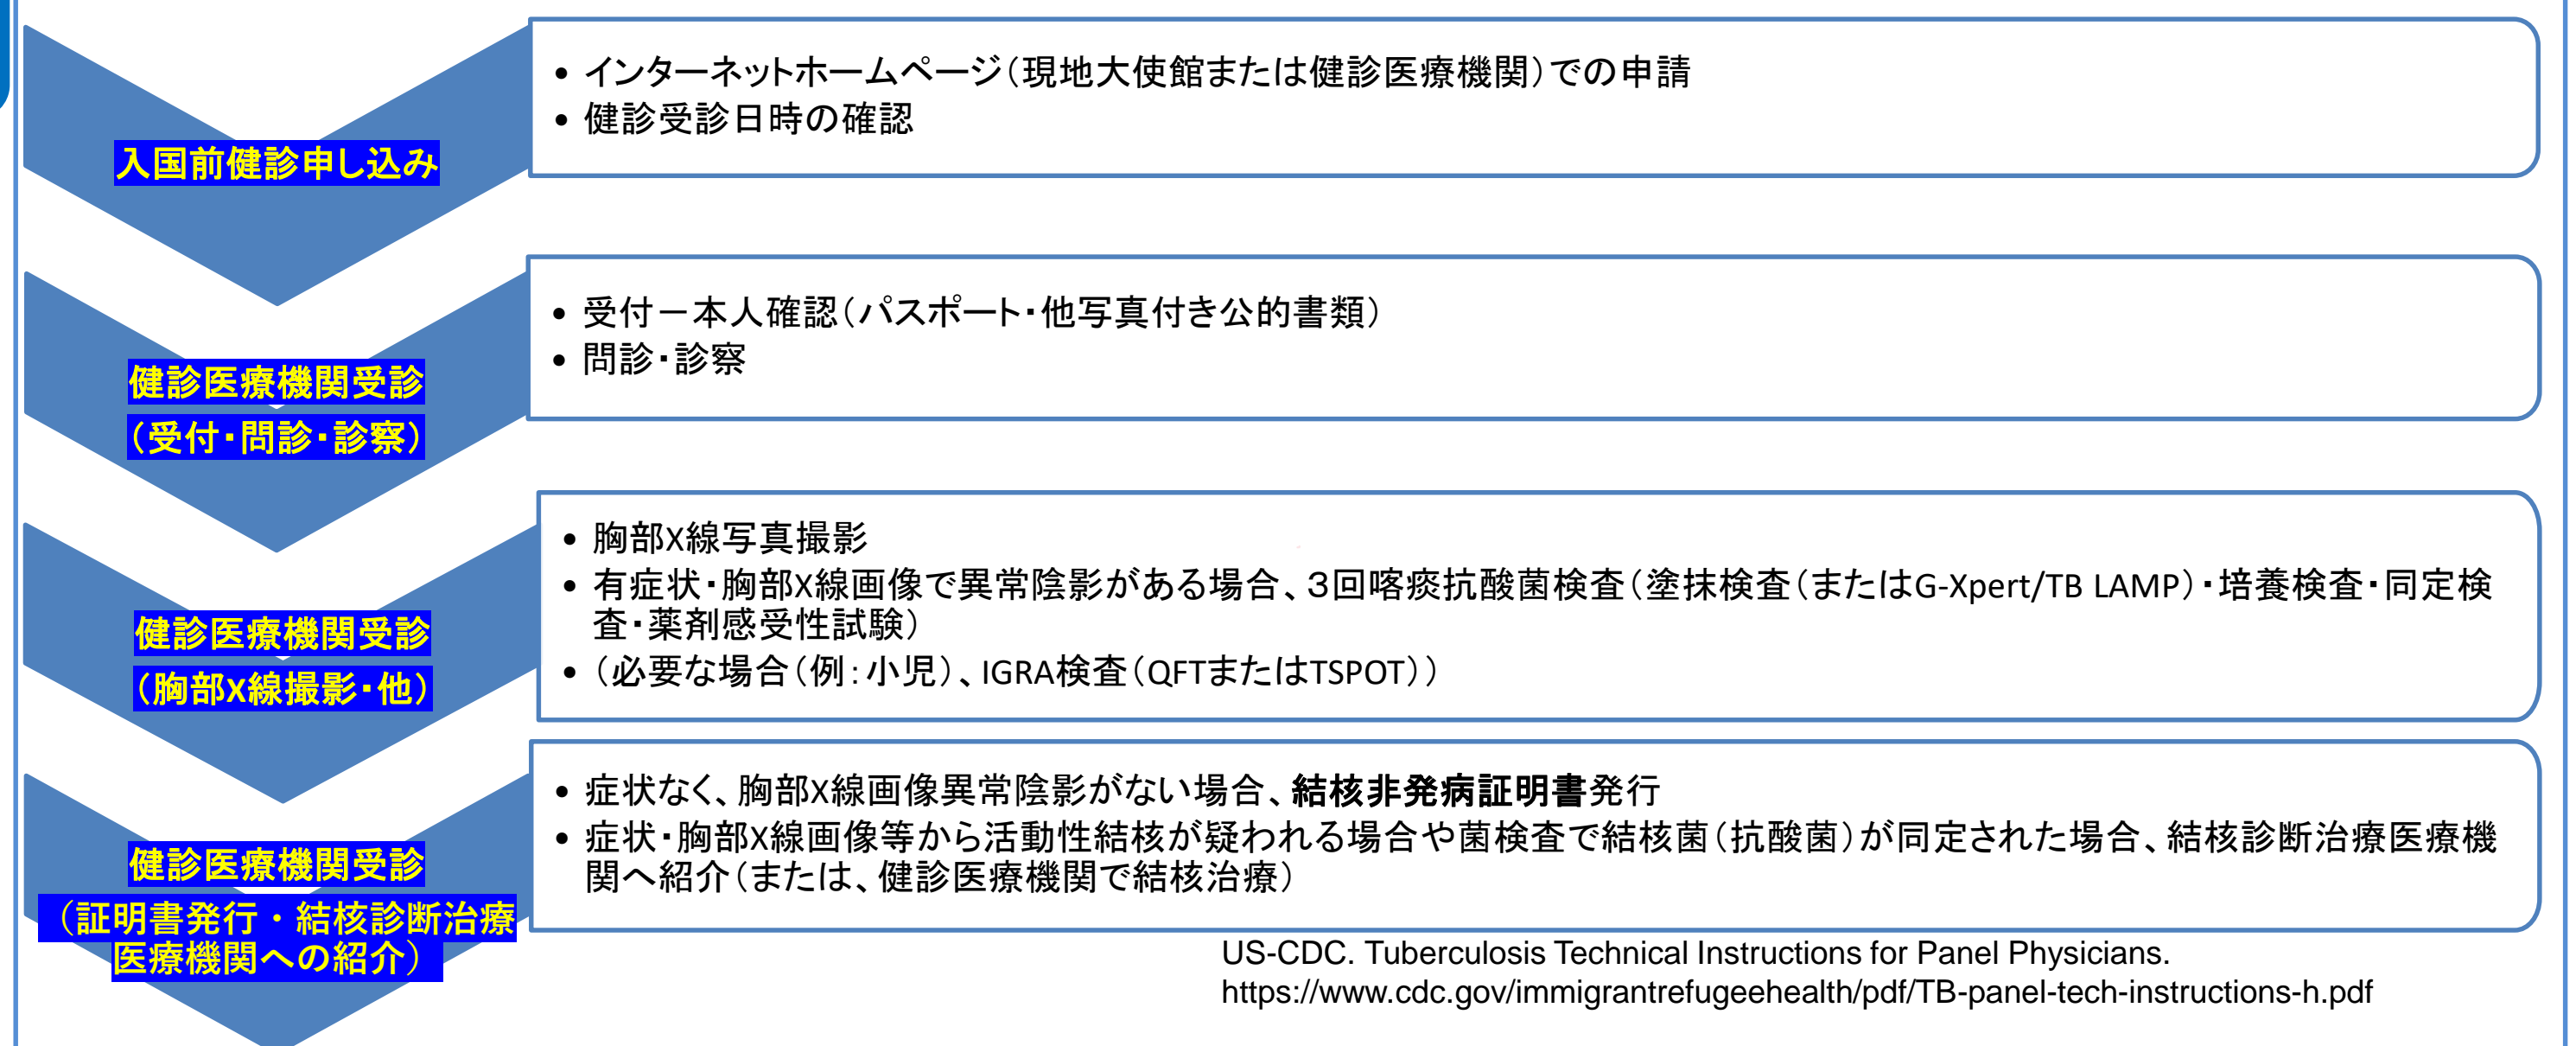 入国前健診申し込み
• インターネットホームページ（現地大使館または健診医療機関）での申請
• 健診受診日時の確認
健診医療機関受診
（受付・問診・診察）
• 受付－本人確認（パスポート・他写真付き公的書類）
• 問診・診察
健診医療機関受診
（胸部X線撮影・他）
• 胸部X線写真撮影
• 有症状・胸部X線画像で異常陰影がある場合、３回喀痰抗酸菌検査（塗抹検査（またはG-Xpert/TB LAMP）・培養検査・同定検
査・薬剤感受性試験）
• （必要な場合（例：小児）、IGRA検査（QFTまたはTSPOT））
健診医療機関受診
（証明書発行・結核診断治療
医療機関への紹介）
• 症状なく、胸部X線画像異常陰影がない場合、結核非発病証明書発行
• 症状・胸部X線画像等から活動性結核が疑われる場合や菌検査で結核菌（抗酸菌）が同定された場合、結核診断治療医療機
関へ紹介（または、健診医療機関で結核治療）
US-CDC. Tuberculosis Technical Instructions for Panel Physicians.
https://www.cdc.gov/immigrantrefugeehealth/pdf/TB-panel-tech-instructions-h.pdf